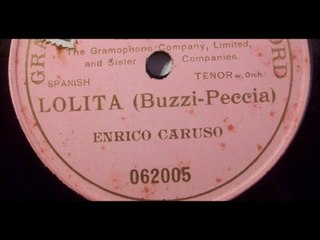 GRA
The Gramophone Company, Limited,
and Sister Companies.
ORD
SPANISH
TENOR w. Orch.
LOLITA (Buzzi-Peccia)
ENRICO CARUSO
062005